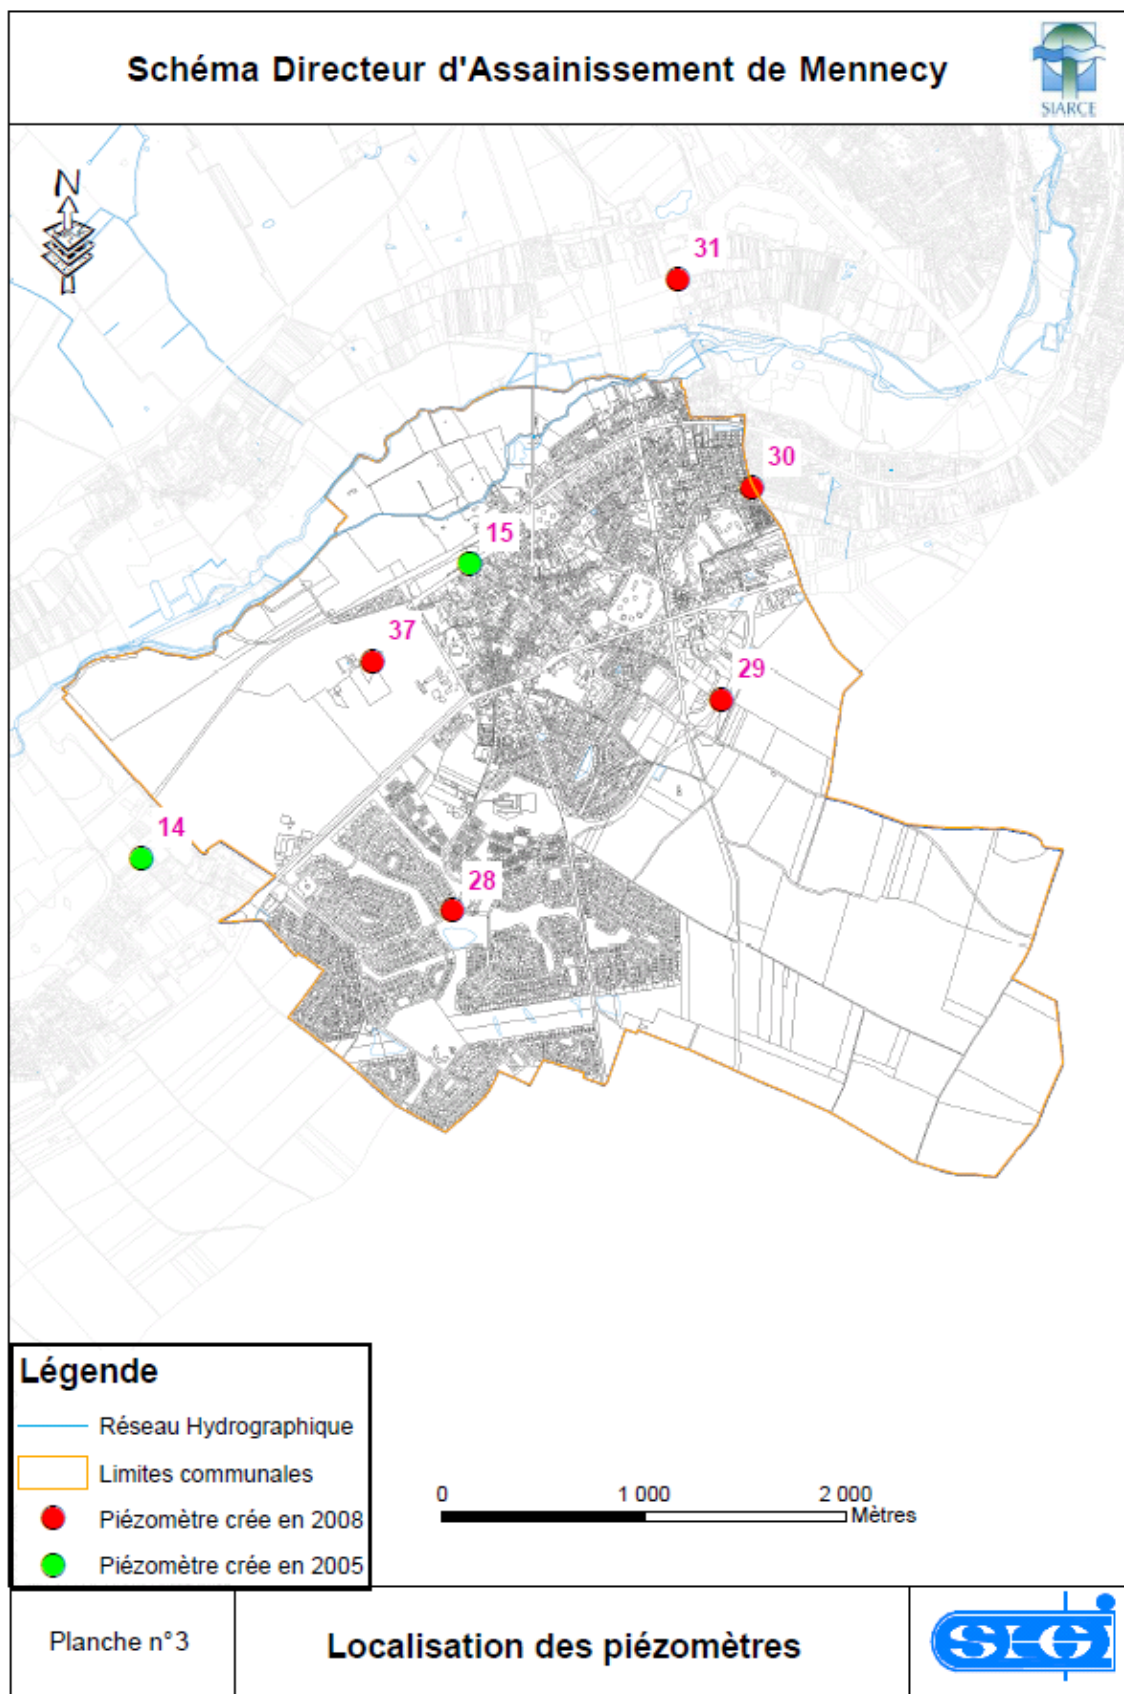 Schéma Directeur d'Assainissement de Mennecy
SIARCE
N
31
30
15
37
29
14
28
Légende
Réseau Hydrographique
Limites communales
Piézomètre crée en 2008
Piézomètre crée en 2005
0 1 000 2 000
Mètres
Planche n°3
Localisation des piézomètres